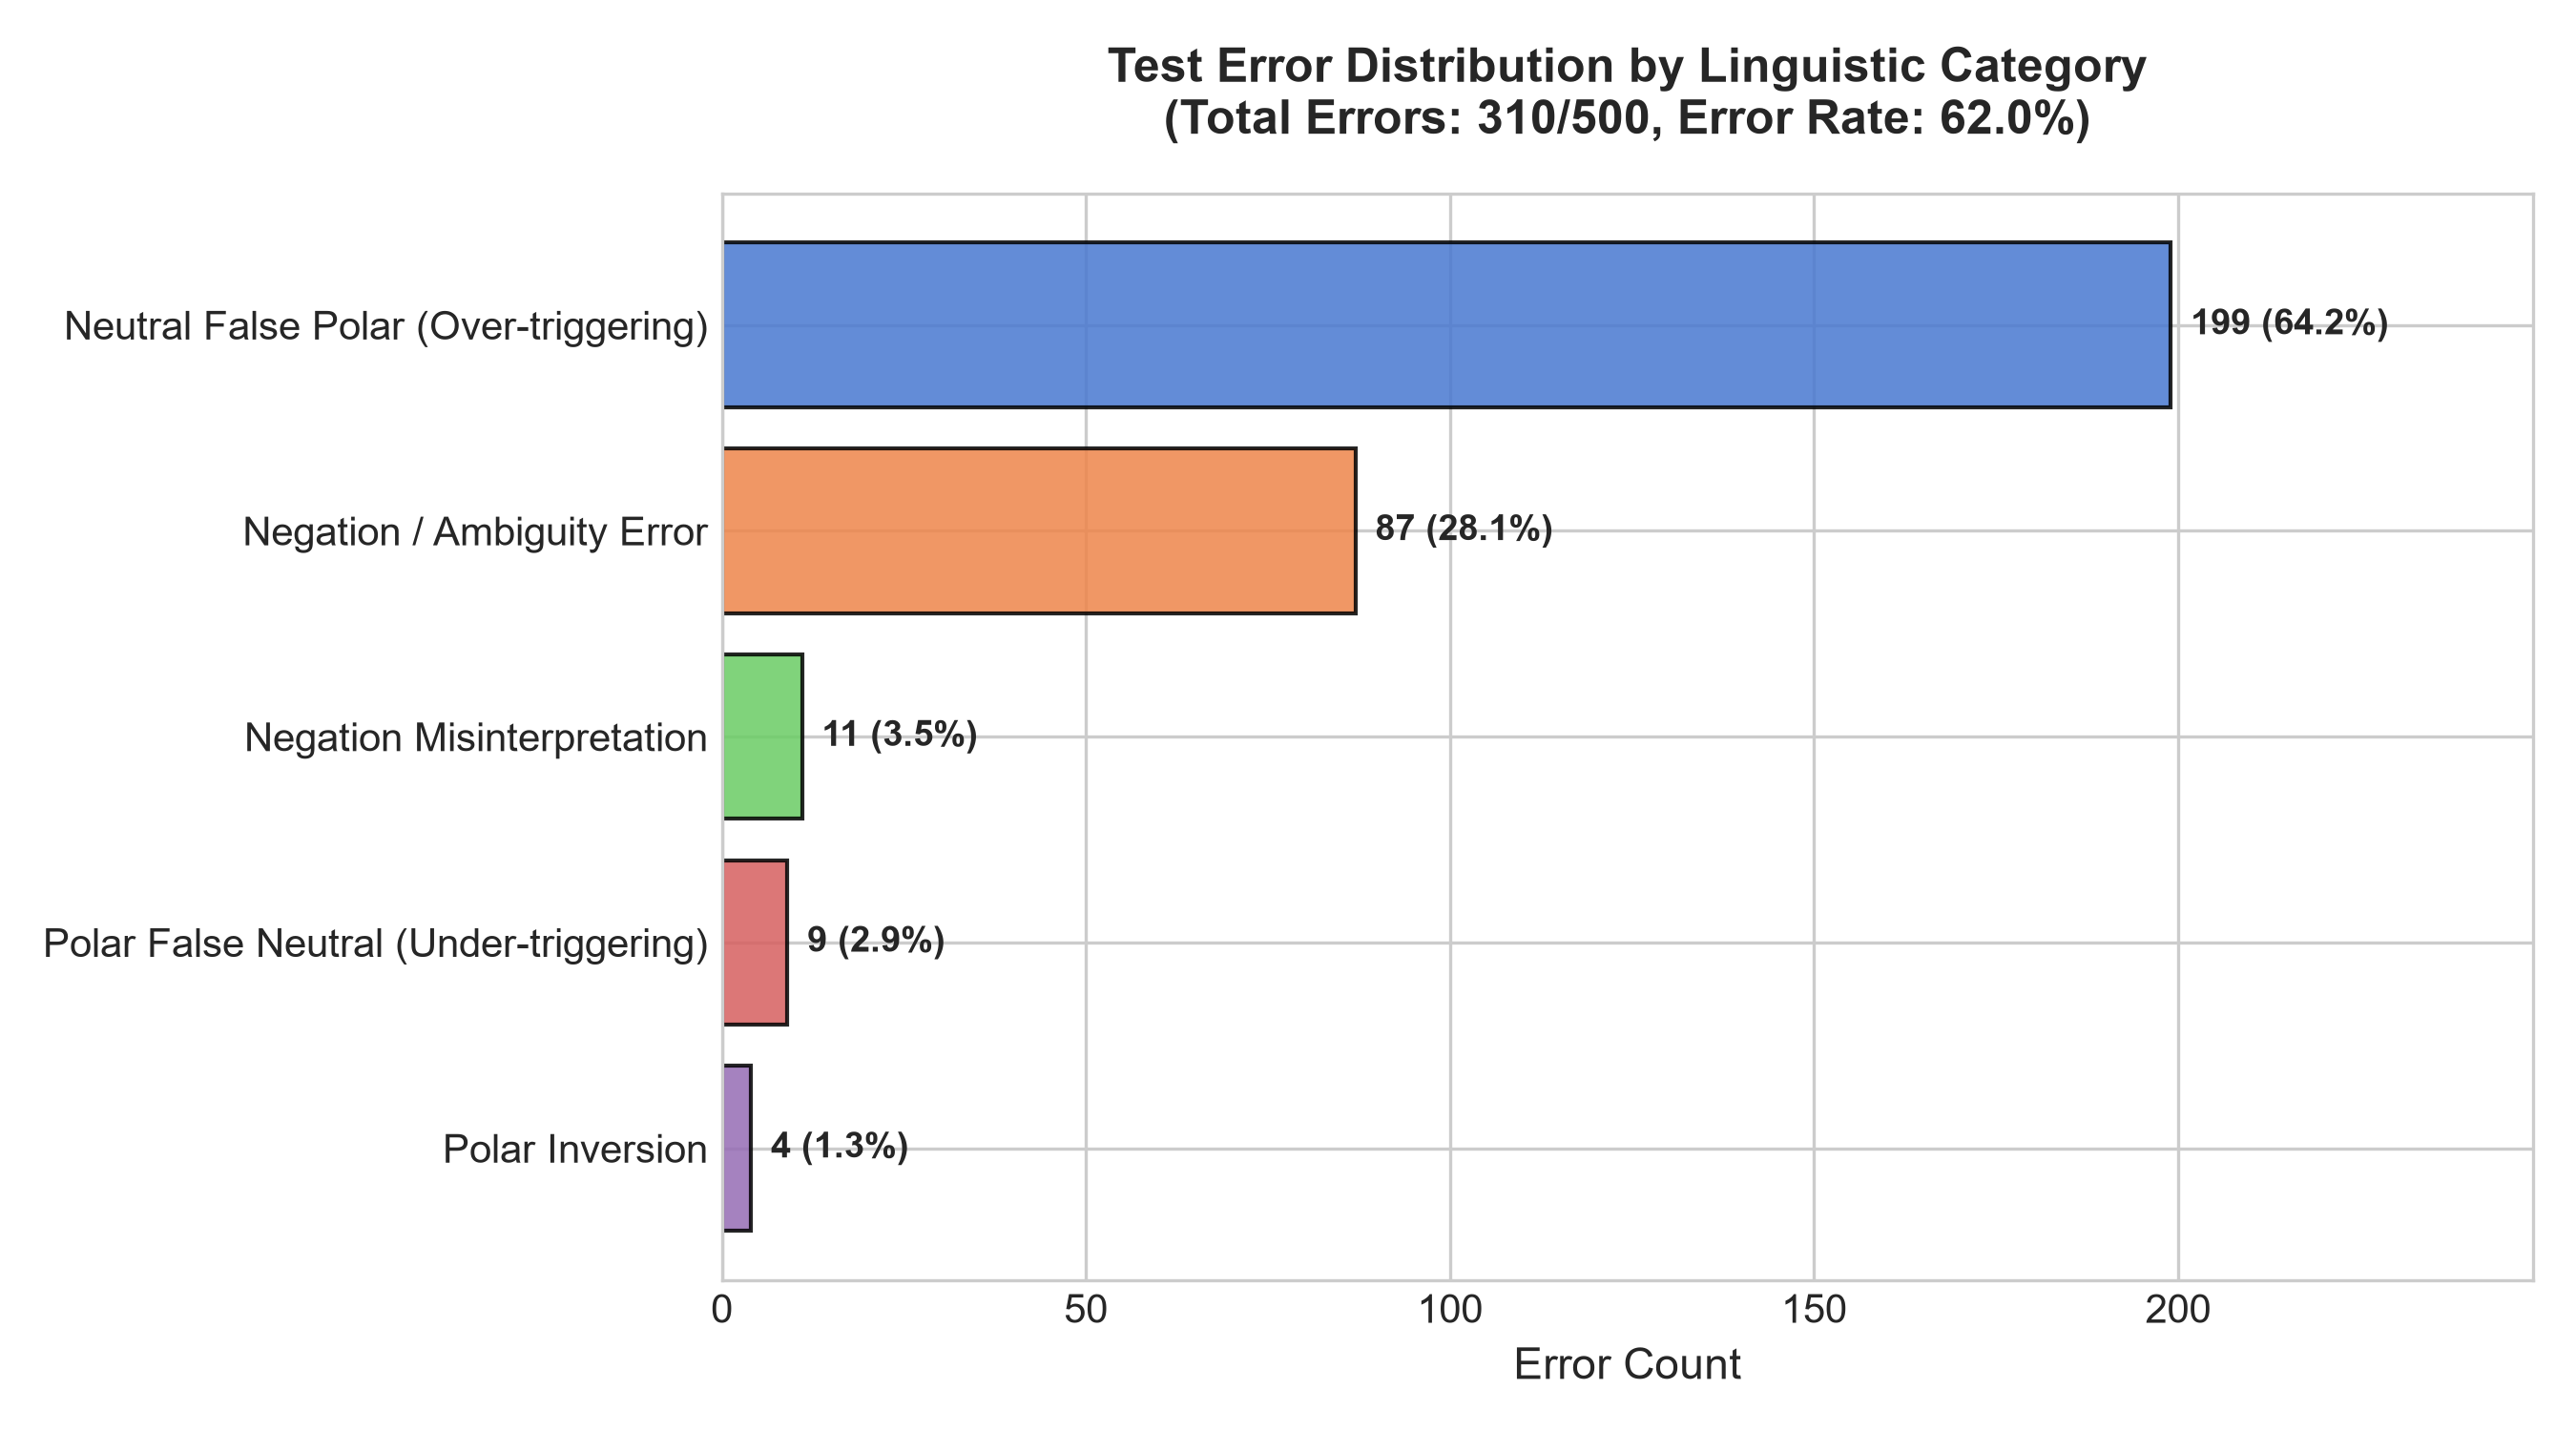 Test Error Distribution by Linguistic Category
(Total Errors: 310/500, Error Rate: 62.0%)
Neutral False Polar (Over-triggering)
199 (64.2%)
Negation / Ambiguity Error
87 (28.1%)
Negation Misinterpretation
11 (3.5%)
Polar False Neutral (Under-triggering)
9 (2.9%)
Polar Inversion
4 (1.3%)
0 50 100 150 200
Error Count